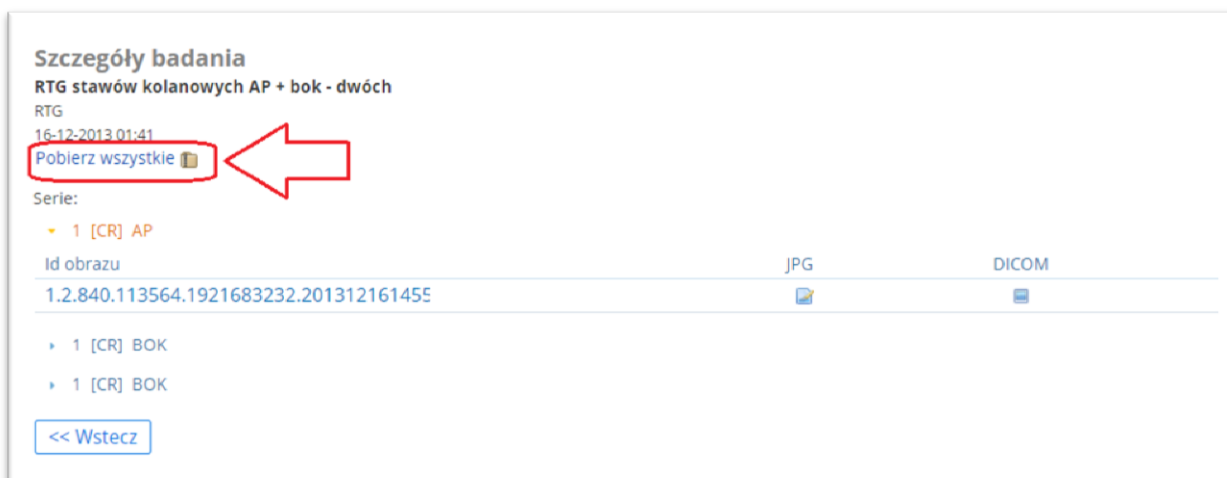 Szczegóły badania
RTG stawów kolanowych AP + bok - dwóch
RTG
16-12-2013 01:41
Pobierz wszystkie
Serie:
1 [CR] AP
Id obrazu JPG DICOM
1.2.840.113564.1921683232.201312161455
1 [CR] BOK
1 [CR] BOK
<< Wstecz